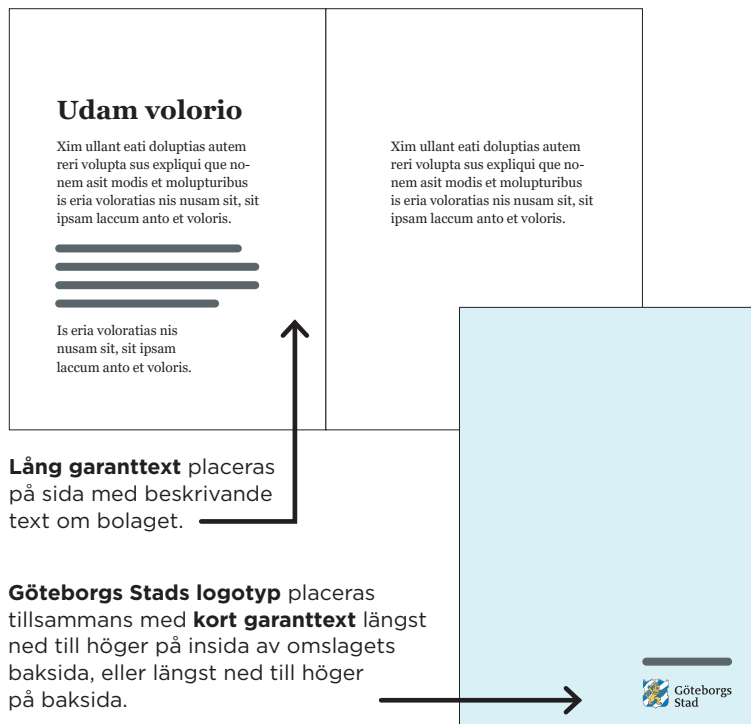 Udam volorio
Xim ullant eati doluptias autem
reri volupta sus expliqui que no-
nem asit modis et molupturibus
is eria voloratias nis nusam sit, sit
ipsam laccum anto et voloris.
Is eria voloratias nis
nusam sit, sit ipsam
laccum anto et voloris.
Xim ullant eati doluptias autem
reri volupta sus expliqui que no-
nem asit modis et molupturibus
is eria voloratias nis nusam sit, sit
ipsam laccum anto et voloris.
Lång garanttext placeras
på sida med beskrivande
text om bolaget.
Göteborgs Stads logotyp placeras
tillsammans med kort garanttext längst
ned till höger på insida av omslagets
baksida, eller längst ned till höger
på baksida.
Göteborgs
Stad